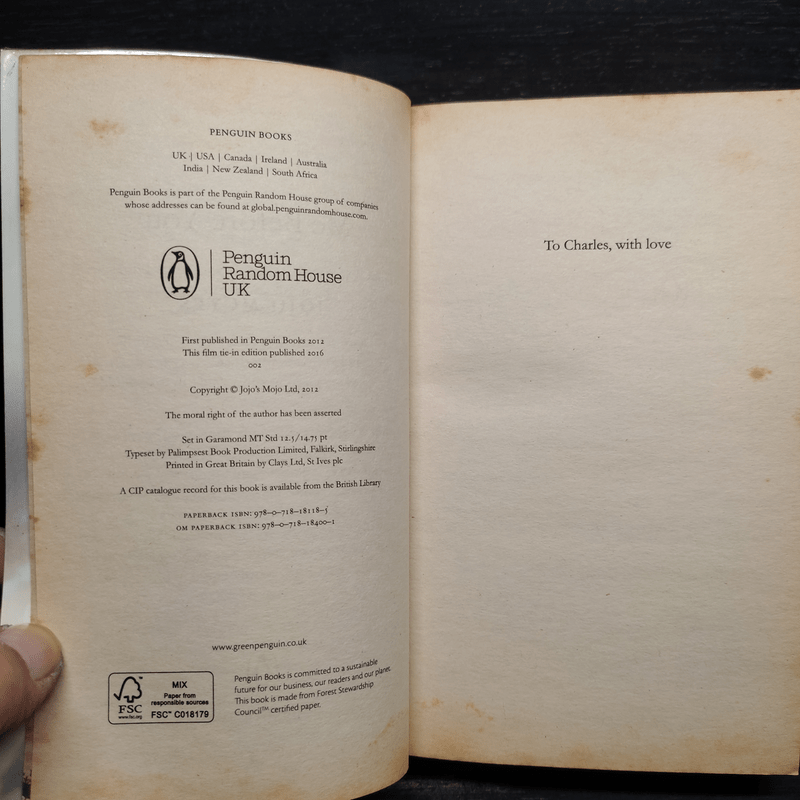 PENGUIN BOOKS
UK | USA | Canada | Ireland | Australia
India | New Zealand | South Africa
Penguin Books is part of the Penguin Random House group of companies
whose addresses can be found at global.penguinrandomhouse.com.
Penguin
Random House
UK
First published in Penguin Books 2012
This film tie-in edition published 2016
002
Copyright © Jojo's Mojo Ltd, 2012
The moral right of the author has been asserted
Set in Garamond MT Std 12.5/14.75 pt
Typeset by Palimpsest Book Production Limited, Falkirk, Stirlingshire
Printed in Great Britain by Clays Ltd, St Ives plc
A CIP catalogue record for this book is available from the British Library
PAPERBACK ISBN: 978–0–718–18118–5
OM PAPERBACK ISBN: 978–0–718–18400–1
www.greenpenguin.co.uk
FSC
www.fsc.org
MIX
Paper from
responsible sources
FSC™ C018179
Penguin Books is committed to a sustainable
future for our business, our readers and our planet.
This book is made from Forest Stewardship
Council™ certified paper.
To Charles, with love